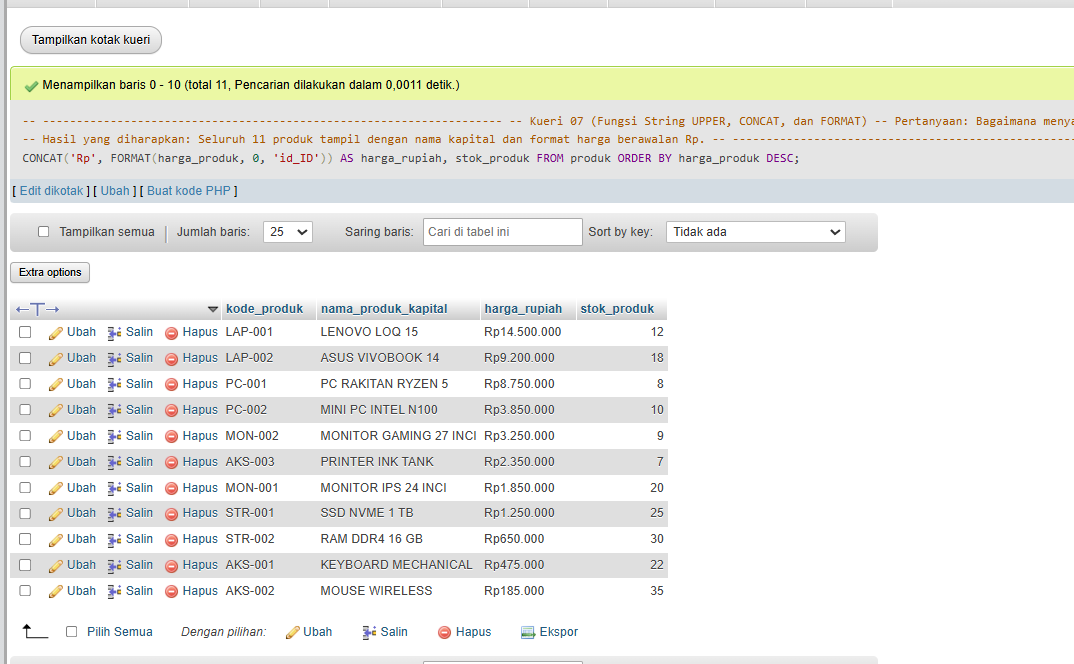 Tampilkan kotak kueri
Menampilkan baris 0 - 10 (total 11, Pencarian dilakukan dalam 0,0011 detik.)
-- --------------------------------------------------------------------- -- Kueri 07 (Fungsi String UPPER, CONCAT, dan FORMAT) -- Pertanyaan: Bagaimana menya
-- Hasil yang diharapkan: Seluruh 11 produk tampil dengan nama kapital dan format harga berawalan Rp. -- ---------------------------------------------------
CONCAT('Rp', FORMAT(harga_produk, 0, 'id_ID')) AS harga_rupiah, stok_produk FROM produk ORDER BY harga_produk DESC;
[ Edit dikotak ] [ Ubah ] [ Buat kode PHP ]
Tampilkan semua | Jumlah baris: 25 Saring baris: Cari di tabel ini Sort by key: Tidak ada
Extra options
←T→ kode_produk nama_produk_kapital harga_rupiah stok_produk
Ubah Salin Hapus LAP-001 LENOVO LOQ 15 Rp14.500.000 12
Ubah Salin Hapus LAP-002 ASUS VIVOBOOK 14 Rp9.200.000 18
Ubah Salin Hapus PC-001 PC RAKITAN RYZEN 5 Rp8.750.000 8
Ubah Salin Hapus PC-002 MINI PC INTEL N100 Rp3.850.000 10
Ubah Salin Hapus MON-002 MONITOR GAMING 27 INCI Rp3.250.000 9
Ubah Salin Hapus AKS-003 PRINTER INK TANK Rp2.350.000 7
Ubah Salin Hapus MON-001 MONITOR IPS 24 INCI Rp1.850.000 20
Ubah Salin Hapus STR-001 SSD NVME 1 TB Rp1.250.000 25
Ubah Salin Hapus STR-002 RAM DDR4 16 GB Rp650.000 30
Ubah Salin Hapus AKS-001 KEYBOARD MECHANICAL Rp475.000 22
Ubah Salin Hapus AKS-002 MOUSE WIRELESS Rp185.000 35
Pilih Semua Dengan pilihan: Ubah Salin Hapus Ekspor